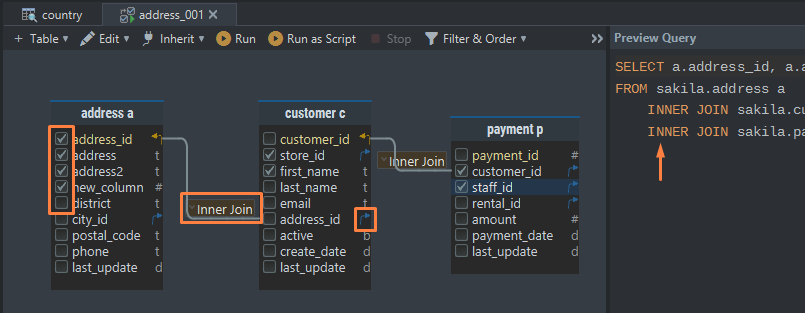 country
address_001
+ Table
Edit
Inherit
Run
Run as Script
Stop
Filter & Order
Preview Query
SELECT a.address_id, a.a
FROM sakila.address a
INNER JOIN sakila.cu
INNER JOIN sakila.pa
address a
address_id
address t
address2 t
new_column #
district t
city_id
postal_code t
phone t
last_update d
Inner Join
customer c
customer_id
store_id
first_name t
last_name t
email t
address_id
active b
create_date d
last_update d
Inner Join
payment p
payment_id #
customer_id
staff_id
rental_id
amount #
payment_date d
last_update d